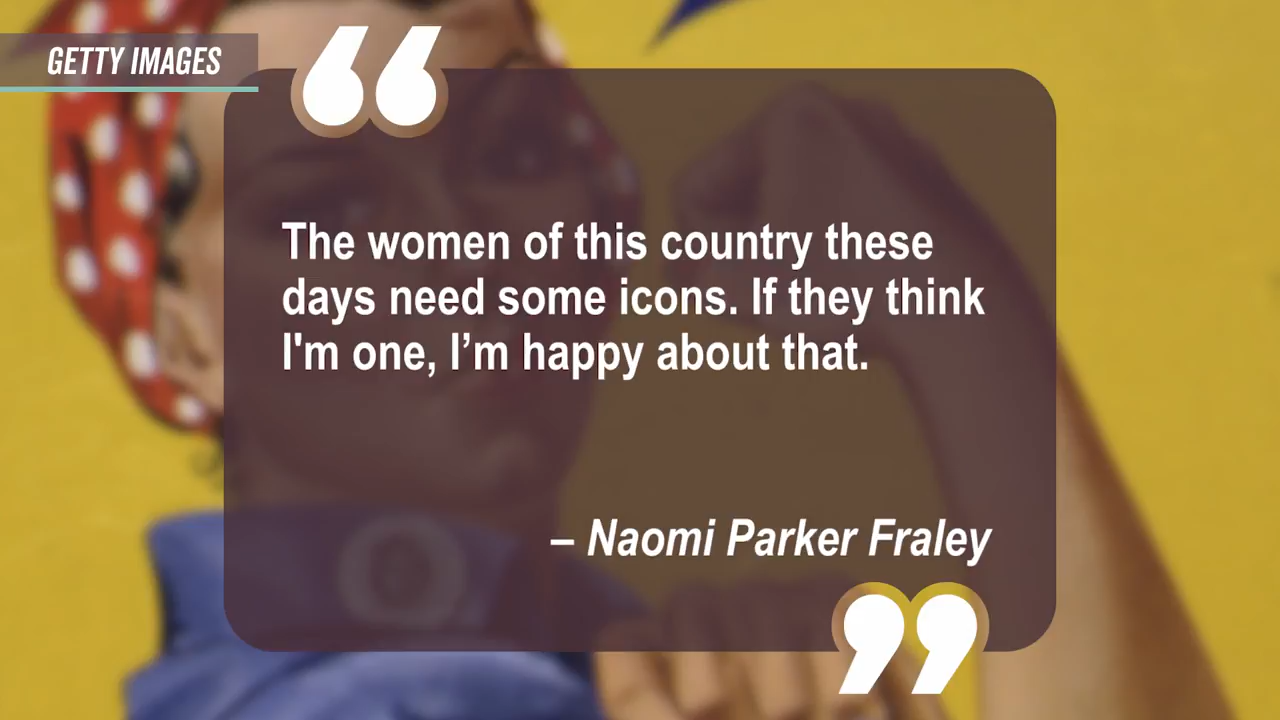 GETTY IMAGES
“
The women of this country these
days need some icons. If they think
I'm one, I’m happy about that.
– Naomi Parker Fraley
”